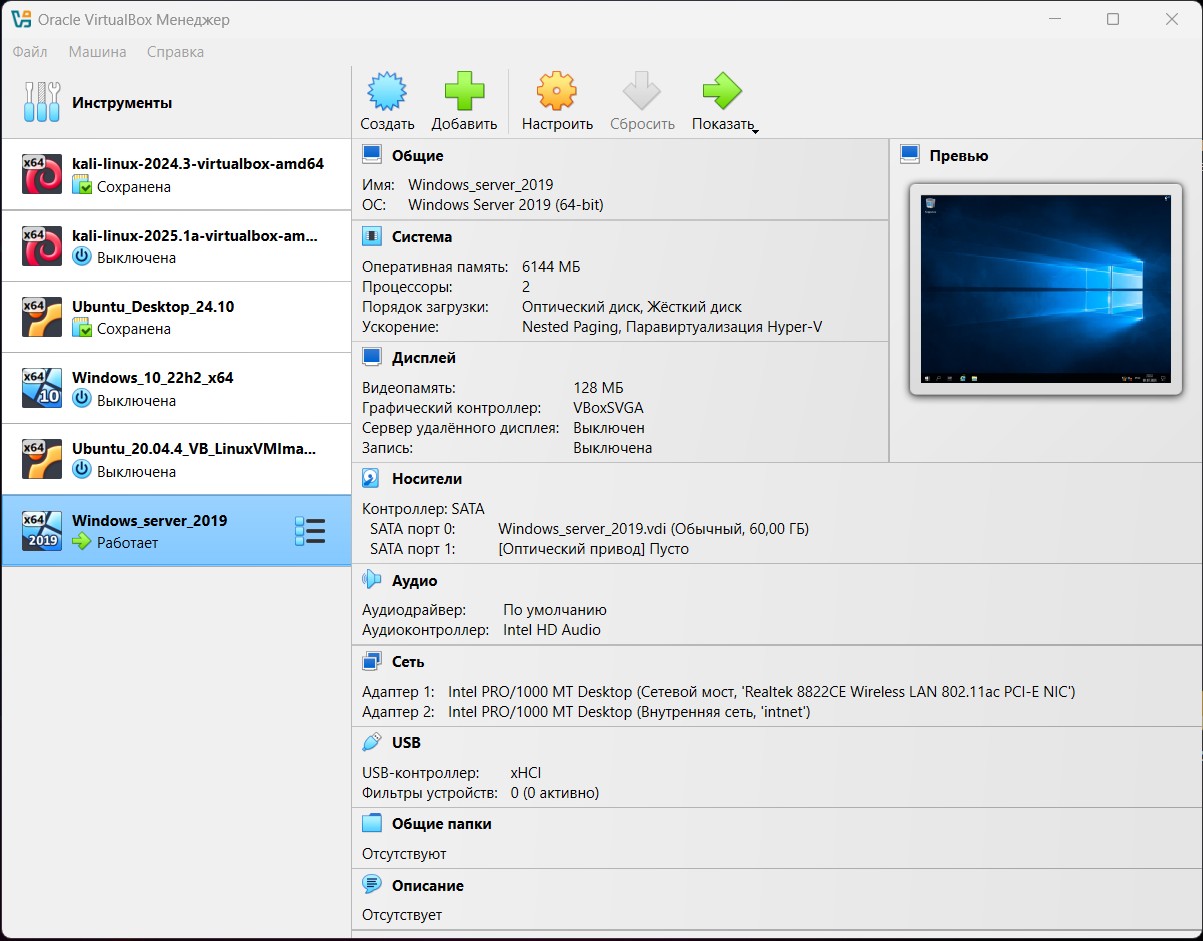 Oracle VirtualBox Менеджер
Файл Машина Справка
Инструменты
x64
kali-linux-2024.3-virtualbox-amd64
Сохранена
x64
kali-linux-2025.1a-virtualbox-am...
Выключена
x64
Ubuntu_Desktop_24.10
Сохранена
x64
10
Windows_10_22h2_x64
Выключена
x64
Ubuntu_20.04.4_VB_LinuxVMIma...
Выключена
x64
2019
Windows_server_2019
Работает
Создать Добавить Настроить Сбросить Показать
Общие
Имя: Windows_server_2019
ОС: Windows Server 2019 (64-bit)
Система
Оперативная память: 6144 МБ
Процессоры: 2
Порядок загрузки: Оптический диск, Жёсткий диск
Ускорение: Nested Paging, Паравиртуализация Hyper-V
Дисплей
Видеопамять: 128 МБ
Графический контроллер: VBoxSVGA
Сервер удалённого дисплея: Выключен
Запись: Выключена
Превью
Носители
Контроллер: SATA
SATA порт 0: Windows_server_2019.vdi (Обычный, 60,00 ГБ)
SATA порт 1: [Оптический привод] Пусто
Аудио
Аудиодрайвер: По умолчанию
Аудиоконтроллер: Intel HD Audio
Сеть
Адаптер 1: Intel PRO/1000 MT Desktop (Сетевой мост, 'Realtek 8822CE Wireless LAN 802.11ac PCI-E NIC')
Адаптер 2: Intel PRO/1000 MT Desktop (Внутренняя сеть, 'intnet')
USB
USB-контроллер: xHCI
Фильтры устройств: 0 (0 активно)
Общие папки
Отсутствуют
Описание
Отсутствует